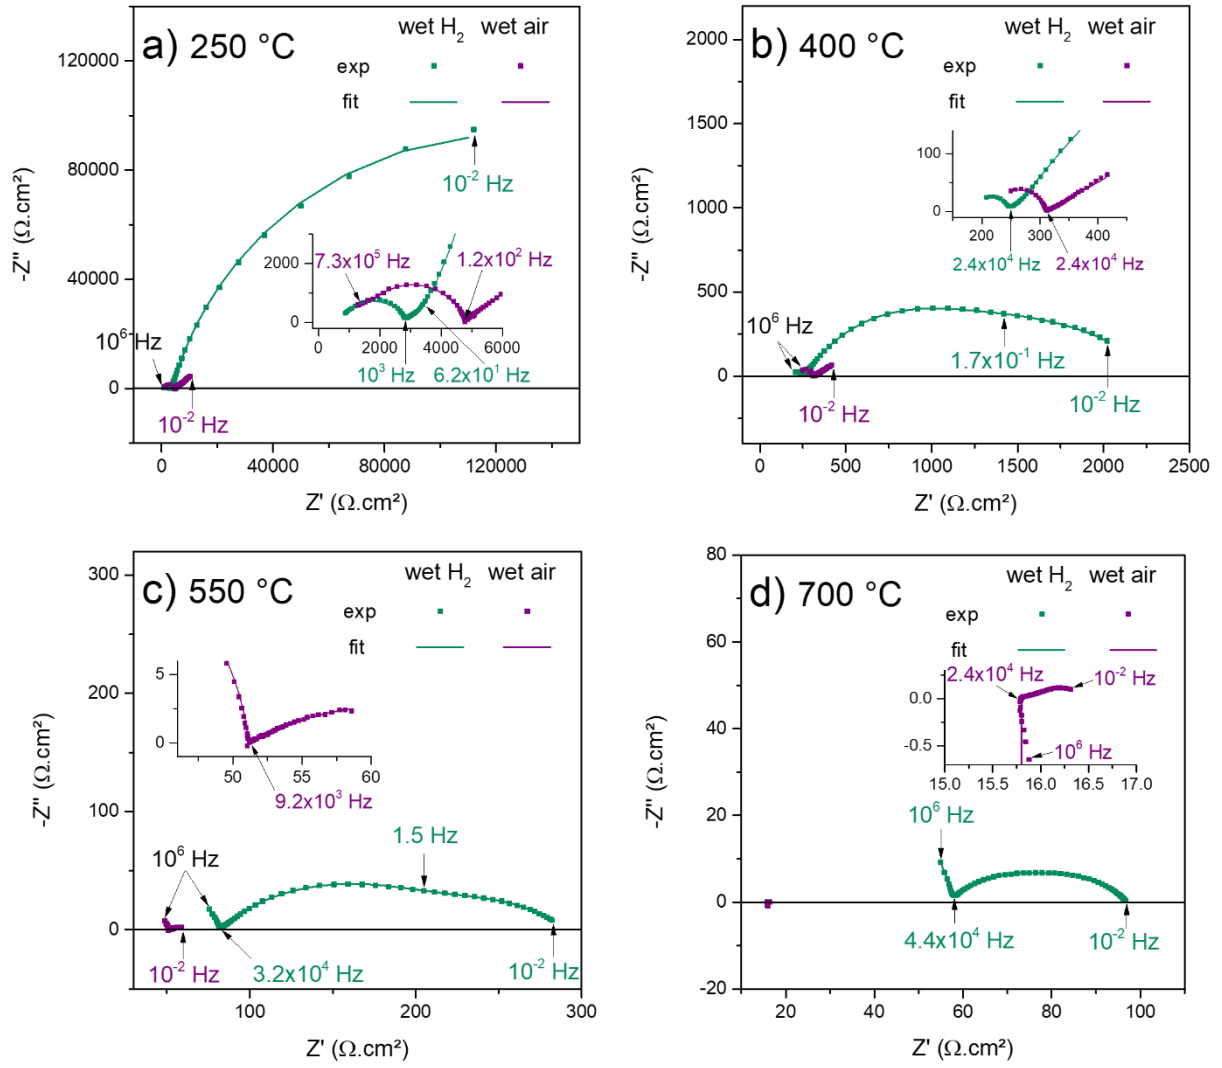 a) 250 °C
wet H₂ wet air
exp
fit
120000
80000
40000
0
-Z'' (Ω.cm²)
10⁻² Hz
7.3x10⁵ Hz
1.2x10² Hz
2000
0
0 2000 4000 6000
10³ Hz
6.2x10¹ Hz
10⁶ Hz
10⁻² Hz
0 40000 80000 120000
Z' (Ω.cm²)
b) 400 °C
wet H₂ wet air
exp
fit
2000
1500
1000
500
0
-Z'' (Ω.cm²)
100
0
200 300 400
2.4x10⁴ Hz
2.4x10⁴ Hz
10⁶ Hz
1.7x10⁻¹ Hz
10⁻² Hz
10⁻² Hz
0 500 1000 1500 2000 2500
Z' (Ω.cm²)
c) 550 °C
wet H₂ wet air
exp
fit
300
200
100
0
-Z'' (Ω.cm²)
5
0
50 55 60
9.2x10³ Hz
10⁶ Hz
1.5 Hz
10⁻² Hz
3.2x10⁴ Hz
10⁻² Hz
100 200 300
Z' (Ω.cm²)
d) 700 °C
wet H₂ wet air
exp
fit
80
60
40
20
0
-20
-Z'' (Ω.cm²)
2.4x10⁴ Hz
10⁻² Hz
0.0
-0.5
10⁶ Hz
15.0 15.5 16.0 16.5 17.0
10⁶ Hz
4.4x10⁴ Hz
10⁻² Hz
20 40 60 80 100
Z' (Ω.cm²)